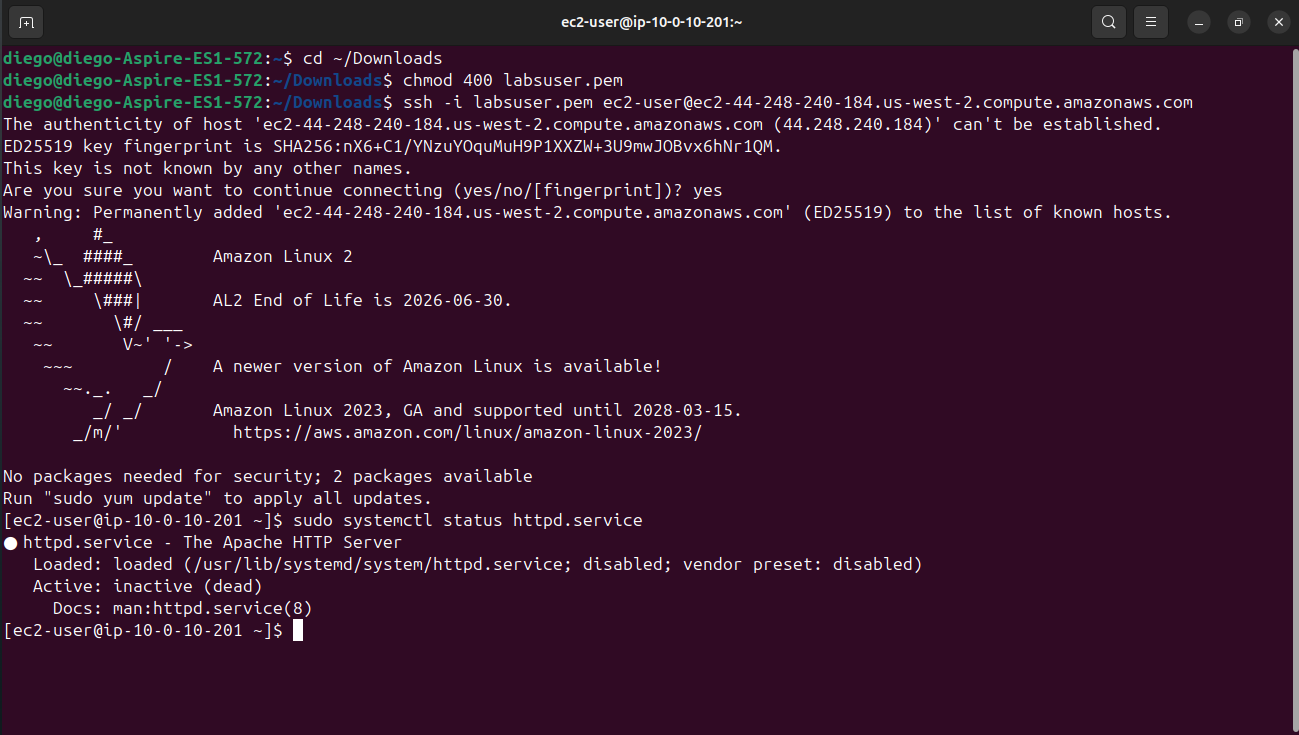 ec2-user@ip-10-0-10-201:~
diego@diego-Aspire-ES1-572:~$ cd ~/Downloads
diego@diego-Aspire-ES1-572:~/Downloads$ chmod 400 labsuser.pem
diego@diego-Aspire-ES1-572:~/Downloads$ ssh -i labsuser.pem ec2-user@ec2-44-248-240-184.us-west-2.compute.amazonaws.com
The authenticity of host 'ec2-44-248-240-184.us-west-2.compute.amazonaws.com (44.248.240.184)' can't be established.
ED25519 key fingerprint is SHA256:nX6+C1/YNzuYOquMuH9P1XXZW+3U9mwJOBvx6hNr1QM.
This key is not known by any other names.
Are you sure you want to continue connecting (yes/no/[fingerprint])? yes
Warning: Permanently added 'ec2-44-248-240-184.us-west-2.compute.amazonaws.com' (ED25519) to the list of known hosts.
   ,     #_
   ~\_  ####_        Amazon Linux 2
  ~~  \_#####\
  ~~     \###|       AL2 End of Life is 2026-06-30.
  ~~       \#/ ___
   ~~       V~' '->
    ~~~         /    A newer version of Amazon Linux is available!
      ~~._.   _/
         _/ _/       Amazon Linux 2023, GA and supported until 2028-03-15.
       _/m/'           https://aws.amazon.com/linux/amazon-linux-2023/
No packages needed for security; 2 packages available
Run "sudo yum update" to apply all updates.
[ec2-user@ip-10-0-10-201 ~]$ sudo systemctl status httpd.service
● httpd.service - The Apache HTTP Server
   Loaded: loaded (/usr/lib/systemd/system/httpd.service; disabled; vendor preset: disabled)
   Active: inactive (dead)
     Docs: man:httpd.service(8)
[ec2-user@ip-10-0-10-201 ~]$